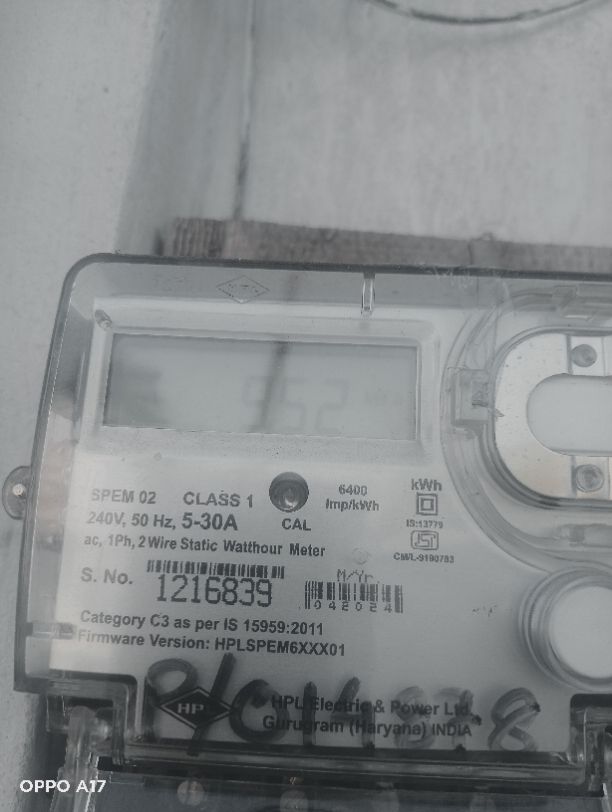 952
SPEM 02 CLASS 1
6400
Imp/kWh
kWh
240V, 50 Hz, 5-30A
CAL
IS:13779
ac, 1Ph, 2 Wire Static Watthour Meter
CM/L-9190783
S. No. 1216839
M/Yr.
042024
Category C3 as per IS 15959:2011
Firmware Version: HPLSPEM6XXX01
HP
HPL Electric & Power Ltd.
Gurugram (Haryana) INDIA
OPPO A17